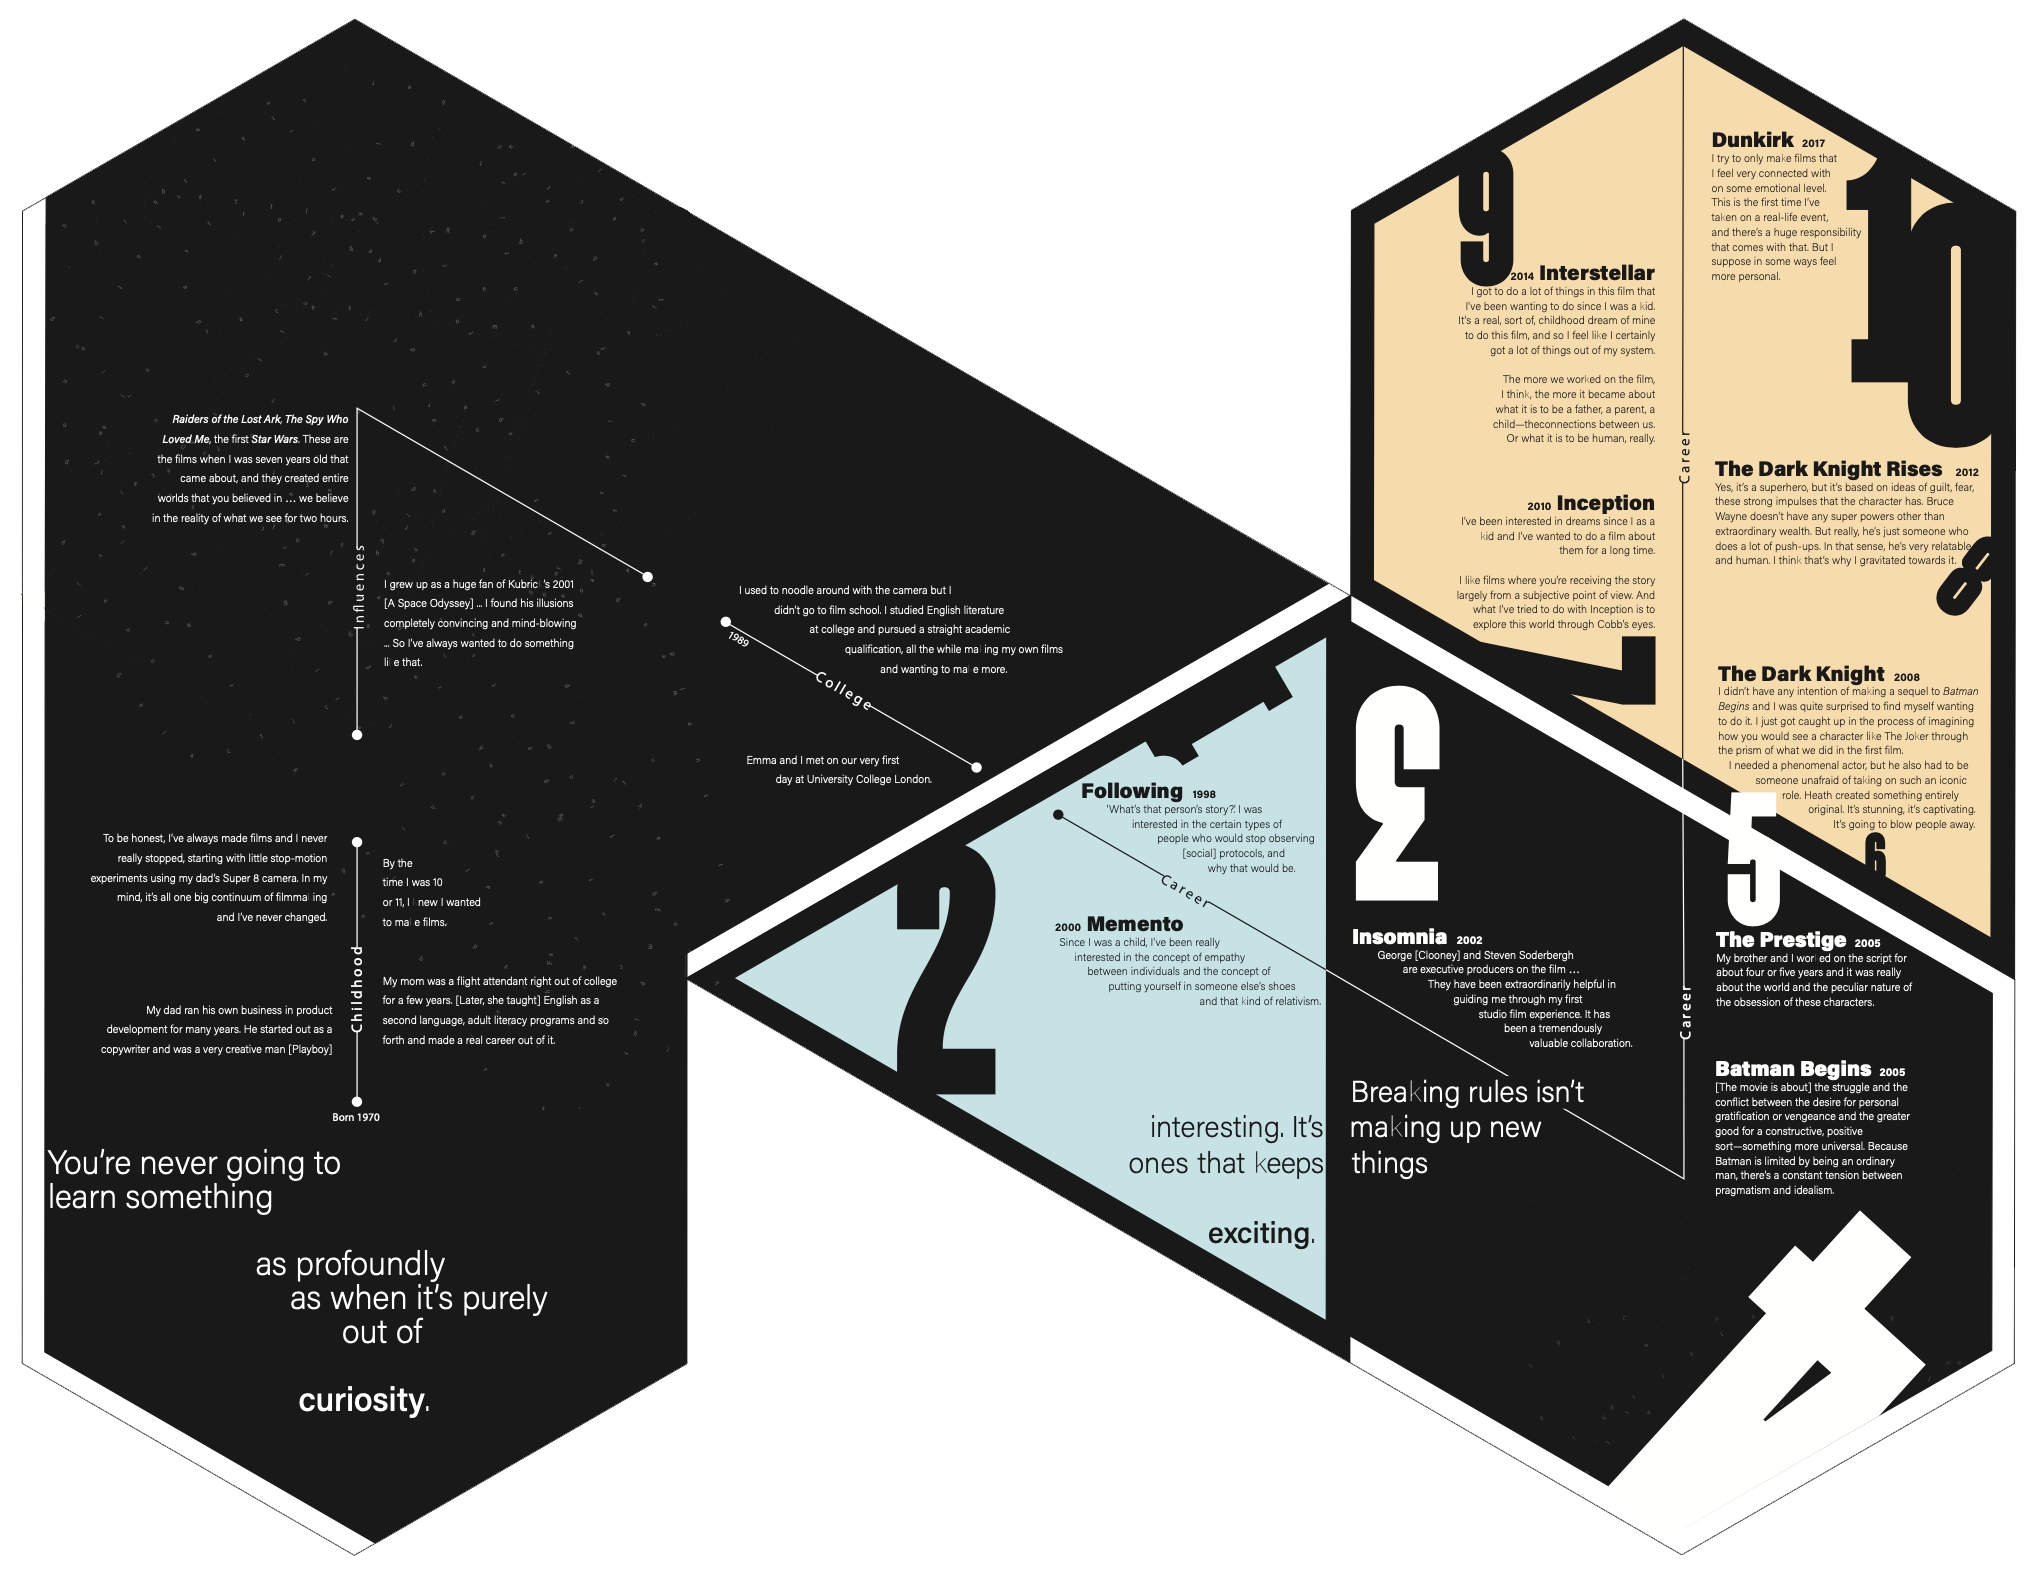 Raiders of the Lost Ark, The Spy Who
Loved Me, the first Star Wars. These are
the films when I was seven years old that
came about, and they created entire
worlds that you believed in ... we believe
in the reality of what we see for two hours.
Influences
I grew up as a huge fan of Kubric 's 2001
[A Space Odyssey] ... I found his illusions
completely convincing and mind-blowing
... So I've always wanted to do something
li e that.
To be honest, I've always made films and I never
really stopped, starting with little stop-motion
experiments using my dad's Super 8 camera. In my
mind, it's all one big continuum of filmma ing
and I've never changed.
By the
time I was 10
or 11, I new I wanted
to ma e films.
Childhood
My dad ran his own business in product
development for many years. He started out as a
copywriter and was a very creative man [Playboy]
My mom was a flight attendant right out of college
for a few years. [Later, she taught] English as a
second language, adult literacy programs and so
forth and made a real career out of it.
Born 1970
You're never going to
learn something
as profoundly
as when it's purely
out of
curiosity.
I used to noodle around with the camera but I
didn't go to film school. I studied English literature
at college and pursued a straight academic
qualification, all the while ma ing my own films
and wanting to ma e more.
1989
College
Emma and I met on our very first
day at University College London.
1
Following 1998
'What's that person's story?'. I was
interested in the certain types of
people who would stop observing
[social] protocols, and
why that would be.
Career
2
2000 Memento
Since I was a child, I've been really
interested in the concept of empathy
between individuals and the concept of
putting yourself in someone else's shoes
and that kind of relativism.
3
Insomnia 2002
George [Clooney] and Steven Soderbergh
are executive producers on the film ...
They have been extraordinarily helpful in
guiding me through my first
studio film experience. It has
been a tremendously
valuable collaboration.
Breaking rules isn't
interesting. It's making up new
ones that keeps things
exciting.
4
Batman Begins 2005
[The movie is about] the struggle and the
conflict between the desire for personal
gratification or vengeance and the greater
good for a constructive, positive
sort—something more universal. Because
Batman is limited by being an ordinary
man, there's a constant tension between
pragmatism and idealism.
Career
5
The Prestige 2005
My brother and I wor ed on the script for
about four or five years and it was really
about the world and the peculiar nature of
the obsession of these characters.
6
The Dark Knight 2008
I didn't have any intention of making a sequel to Batman
Begins and I was quite surprised to find myself wanting
to do it. I just got caught up in the process of imagining
how you would see a character like The Joker through
the prism of what we did in the first film.
I needed a phenomenal actor, but he also had to be
someone unafraid of taking on such an iconic
role. Heath created something entirely
original. It's stunning, it's captivating.
It's going to blow people away.
7
2010 Inception
I've been interested in dreams since I as a
kid and I've wanted to do a film about
them for a long time.
I like films where you're receiving the story
largely from a subjective point of view. And
what I've tried to do with Inception is to
explore this world through Cobb's eyes.
Career
8
The Dark Knight Rises 2012
Yes, it's a superhero, but it's based on ideas of guilt, fear,
these strong impulses that the character has. Bruce
Wayne doesn't have any super powers other than
extraordinary wealth. But really, he's just someone who
does a lot of push-ups. In that sense, he's very relatable
and human. I think that's why I gravitated towards it.
9
2014 Interstellar
I got to do a lot of things in this film that
I've been wanting to do since I was a kid.
It's a real, sort of, childhood dream of mine
to do this film, and so I feel like I certainly
got a lot of things out of my system.
The more we worked on the film,
I think, the more it became about
what it is to be a father, a parent, a
child—theconnections between us.
Or what it is to be human, really.
10
Dunkirk 2017
I try to only make films that
I feel very connected with
on some emotional level.
This is the first time I've
taken on a real-life event,
and there's a huge responsibility
that comes with that. But I
suppose in some ways feel
more personal.